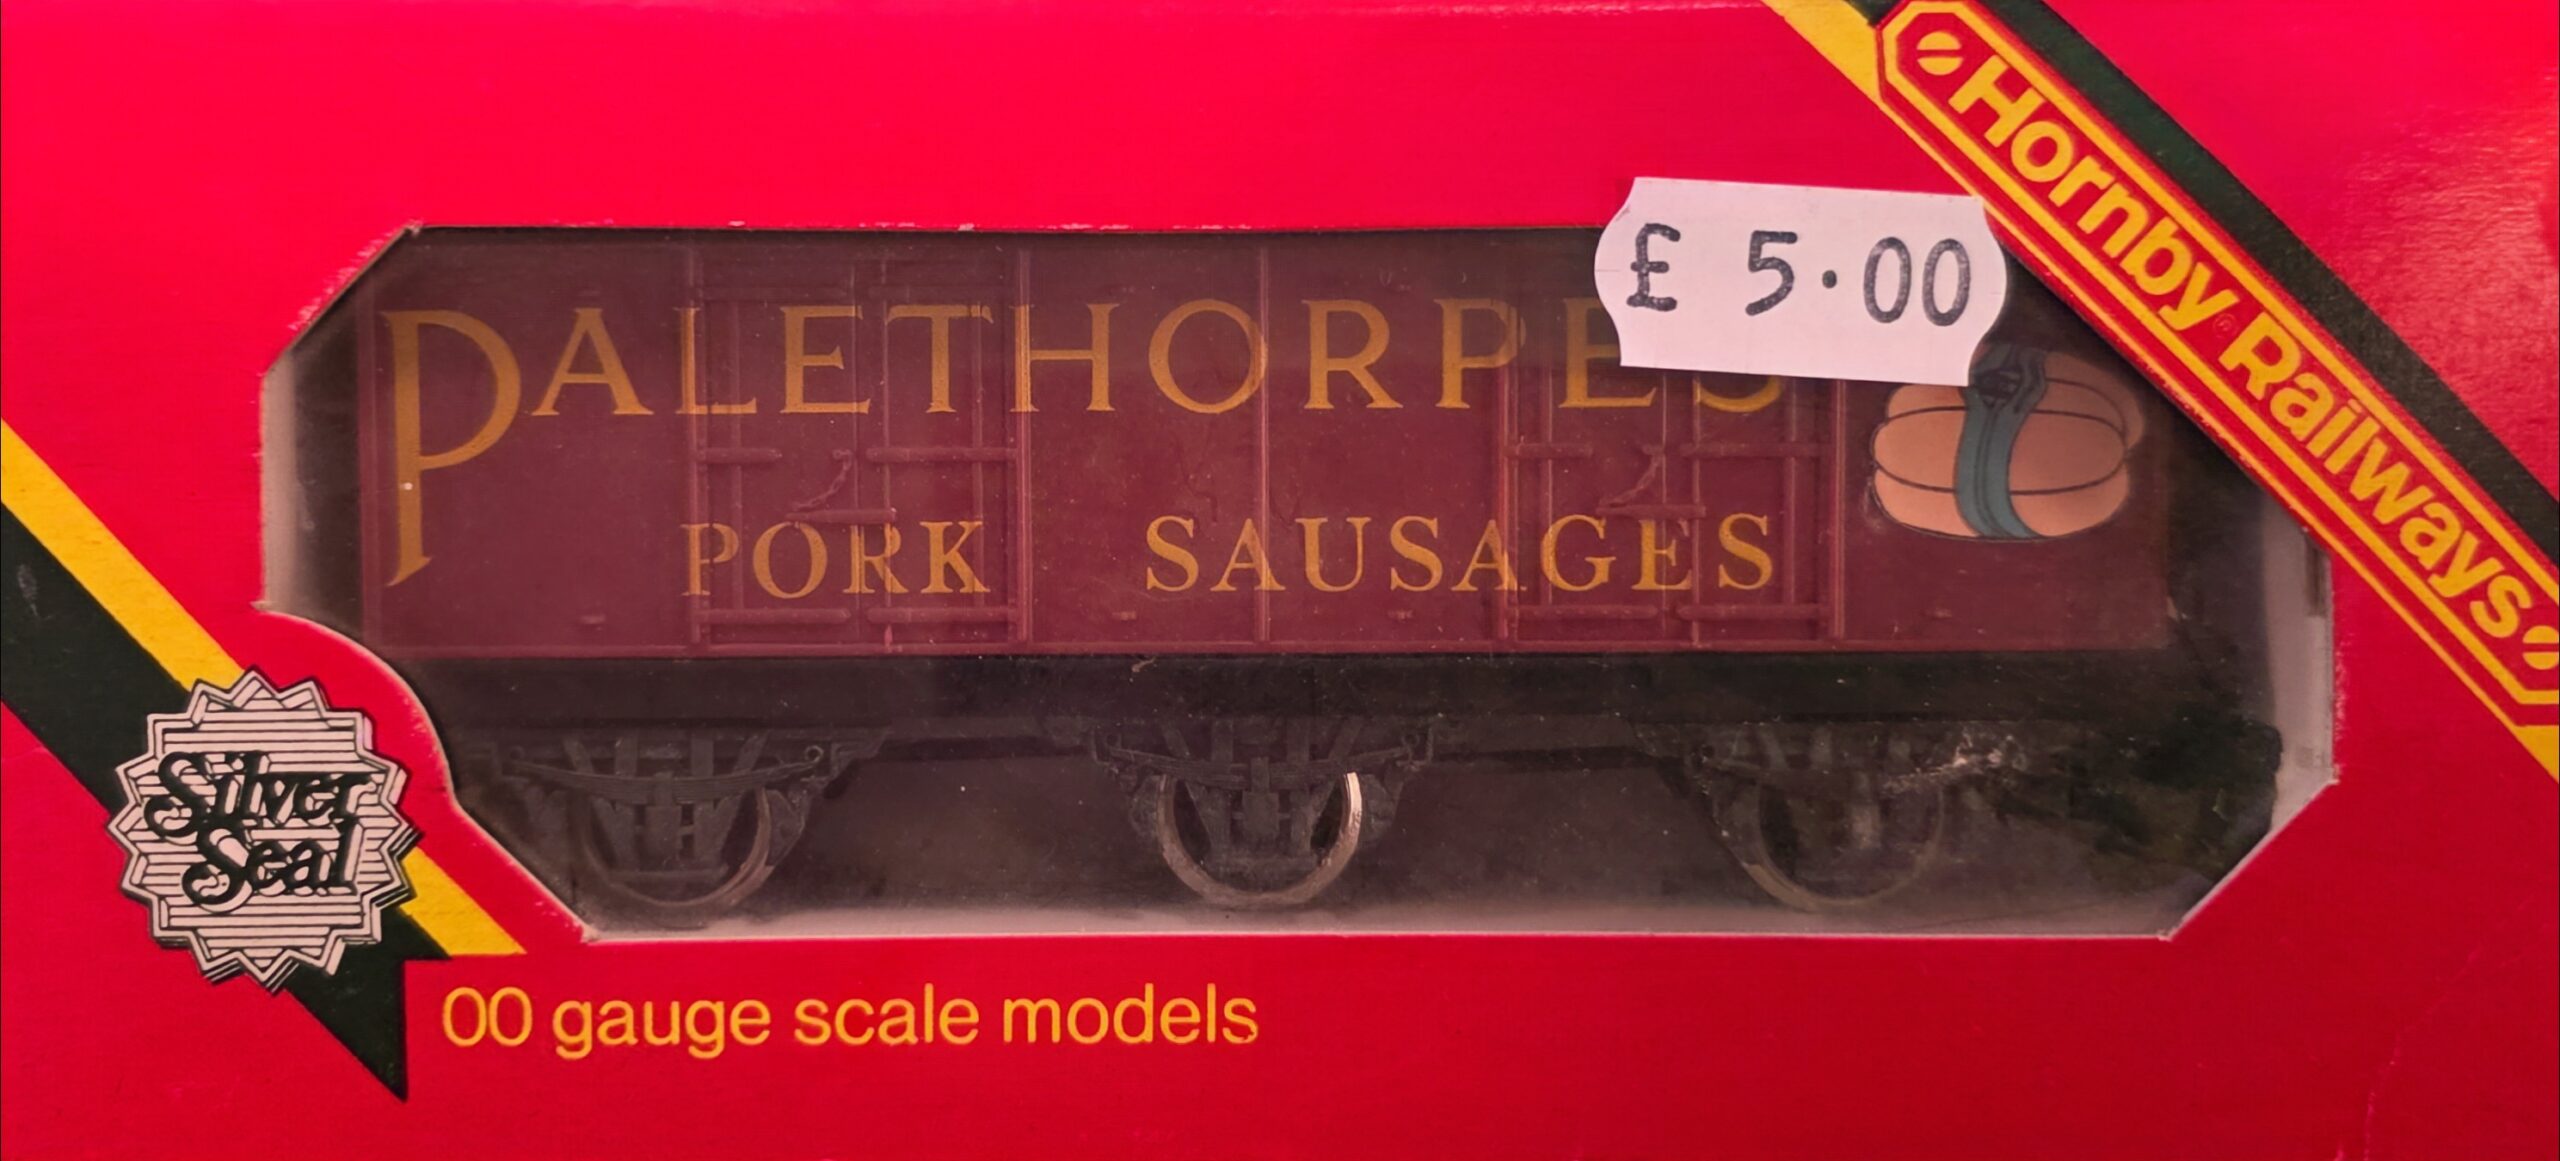 Hornby Railways
£ 5.00
PALETHORPES
PORK SAUSAGES
Silver
Seal
00 gauge scale models